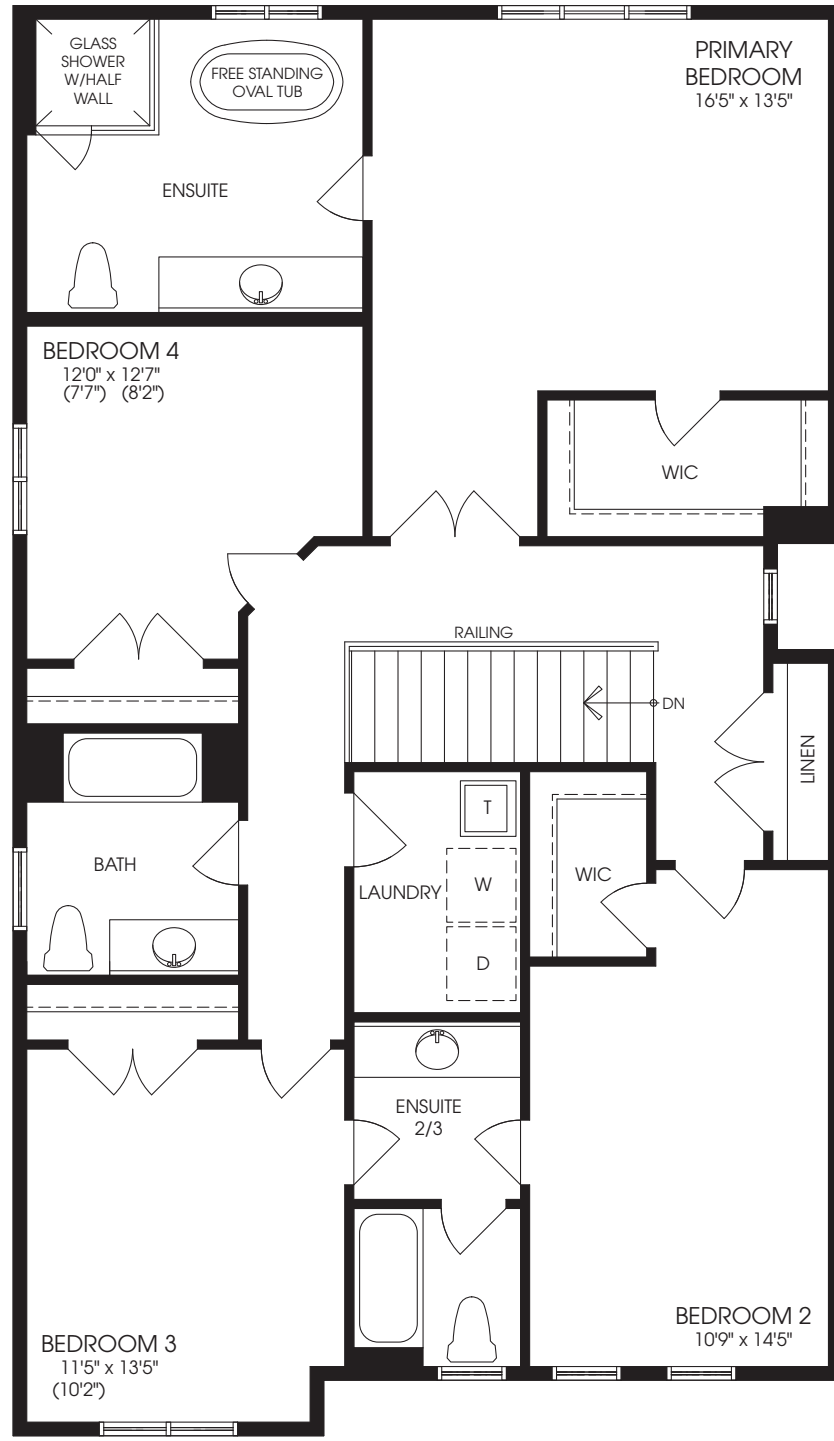 GLASS
SHOWER
W/HALF
WALL
FREE STANDING
OVAL TUB
PRIMARY
BEDROOM
16'5" x 13'5"
ENSUITE
BEDROOM 4
12'0" x 12'7"
(7'7") (8'2")
WIC
RAILING
DN
LINEN
T
BATH
LAUNDRY
W
WIC
D
ENSUITE
2/3
BEDROOM 2
10'9" x 14'5"
BEDROOM 3
11'5" x 13'5"
(10'2")